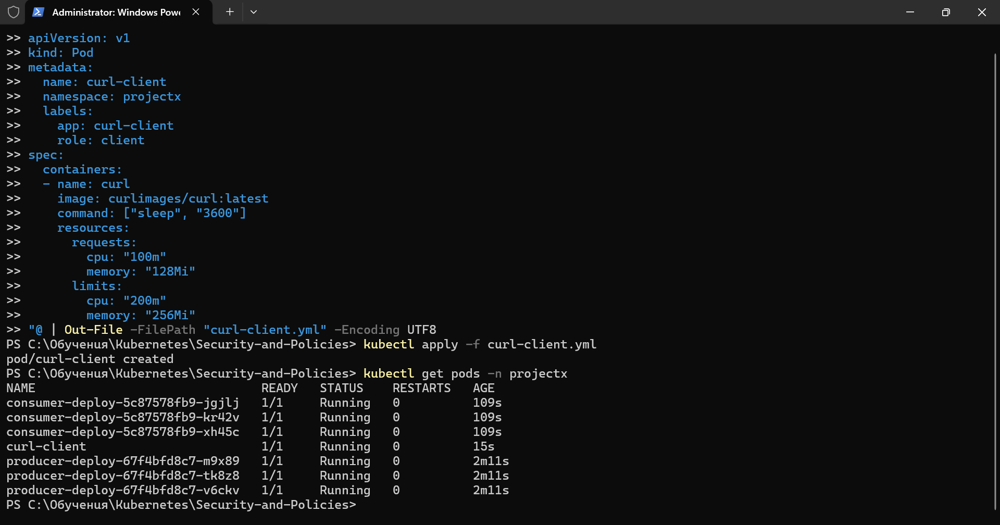 Administrator: Windows Pow
>> apiVersion: v1
>> kind: Pod
>> metadata:
>>   name: curl-client
>>   namespace: projectx
>>   labels:
>>     app: curl-client
>>     role: client
>> spec:
>>   containers:
>>   - name: curl
>>     image: curlimages/curl:latest
>>     command: ["sleep", "3600"]
>>     resources:
>>       requests:
>>         cpu: "100m"
>>         memory: "128Mi"
>>       limits:
>>         cpu: "200m"
>>         memory: "256Mi"
>> "@ | Out-File -FilePath "curl-client.yml" -Encoding UTF8
PS C:\Обучения\Kubernetes\Security-and-Policies> kubectl apply -f curl-client.yml
pod/curl-client created
PS C:\Обучения\Kubernetes\Security-and-Policies> kubectl get pods -n projectx
NAME                               READY   STATUS    RESTARTS   AGE
consumer-deploy-5c87578fb9-jgjlj   1/1     Running   0          109s
consumer-deploy-5c87578fb9-kr42v   1/1     Running   0          109s
consumer-deploy-5c87578fb9-xh45c   1/1     Running   0          109s
curl-client                        1/1     Running   0          15s
producer-deploy-67f4bfd8c7-m9x89   1/1     Running   0          2m11s
producer-deploy-67f4bfd8c7-tk8z8   1/1     Running   0          2m11s
producer-deploy-67f4bfd8c7-v6ckv   1/1     Running   0          2m11s
PS C:\Обучения\Kubernetes\Security-and-Policies>